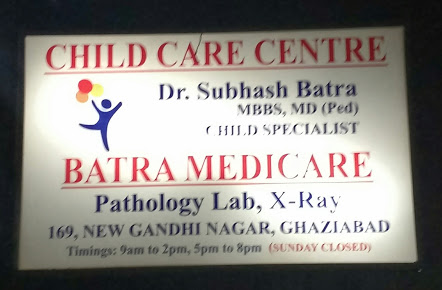 CHILD CARE CENTRE
Dr. Subhash Batra
MBBS, MD (Ped)
CHILD SPECIALIST
BATRA MEDICARE
Pathology Lab, X-Ray
169, NEW GANDHI NAGAR, GHAZIABAD
Timings: 9am to 2pm, 5pm to 8pm (SUNDAY CLOSED)